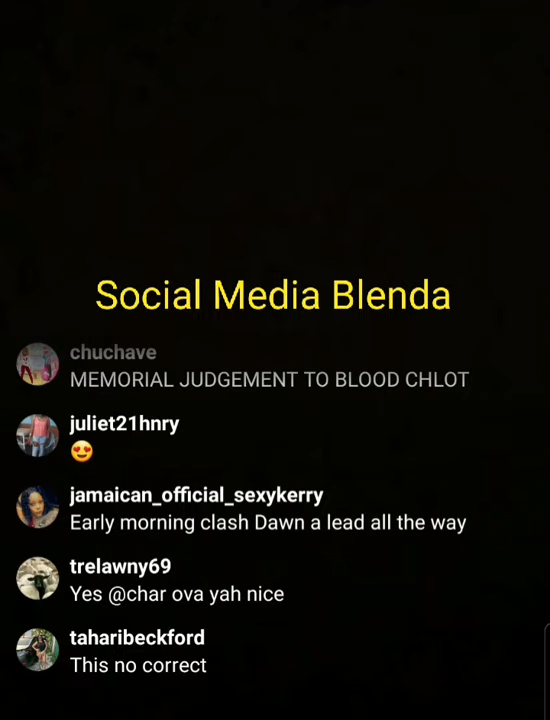 Social Media Blenda
chuchave
MEMORIAL JUDGEMENT TO BLOOD CHLOT
juliet21hnry
😍
jamaican_official_sexykerry
Early morning clash Dawn a lead all the way
trelawny69
Yes @char ova yah nice
taharibeckford
This no correct